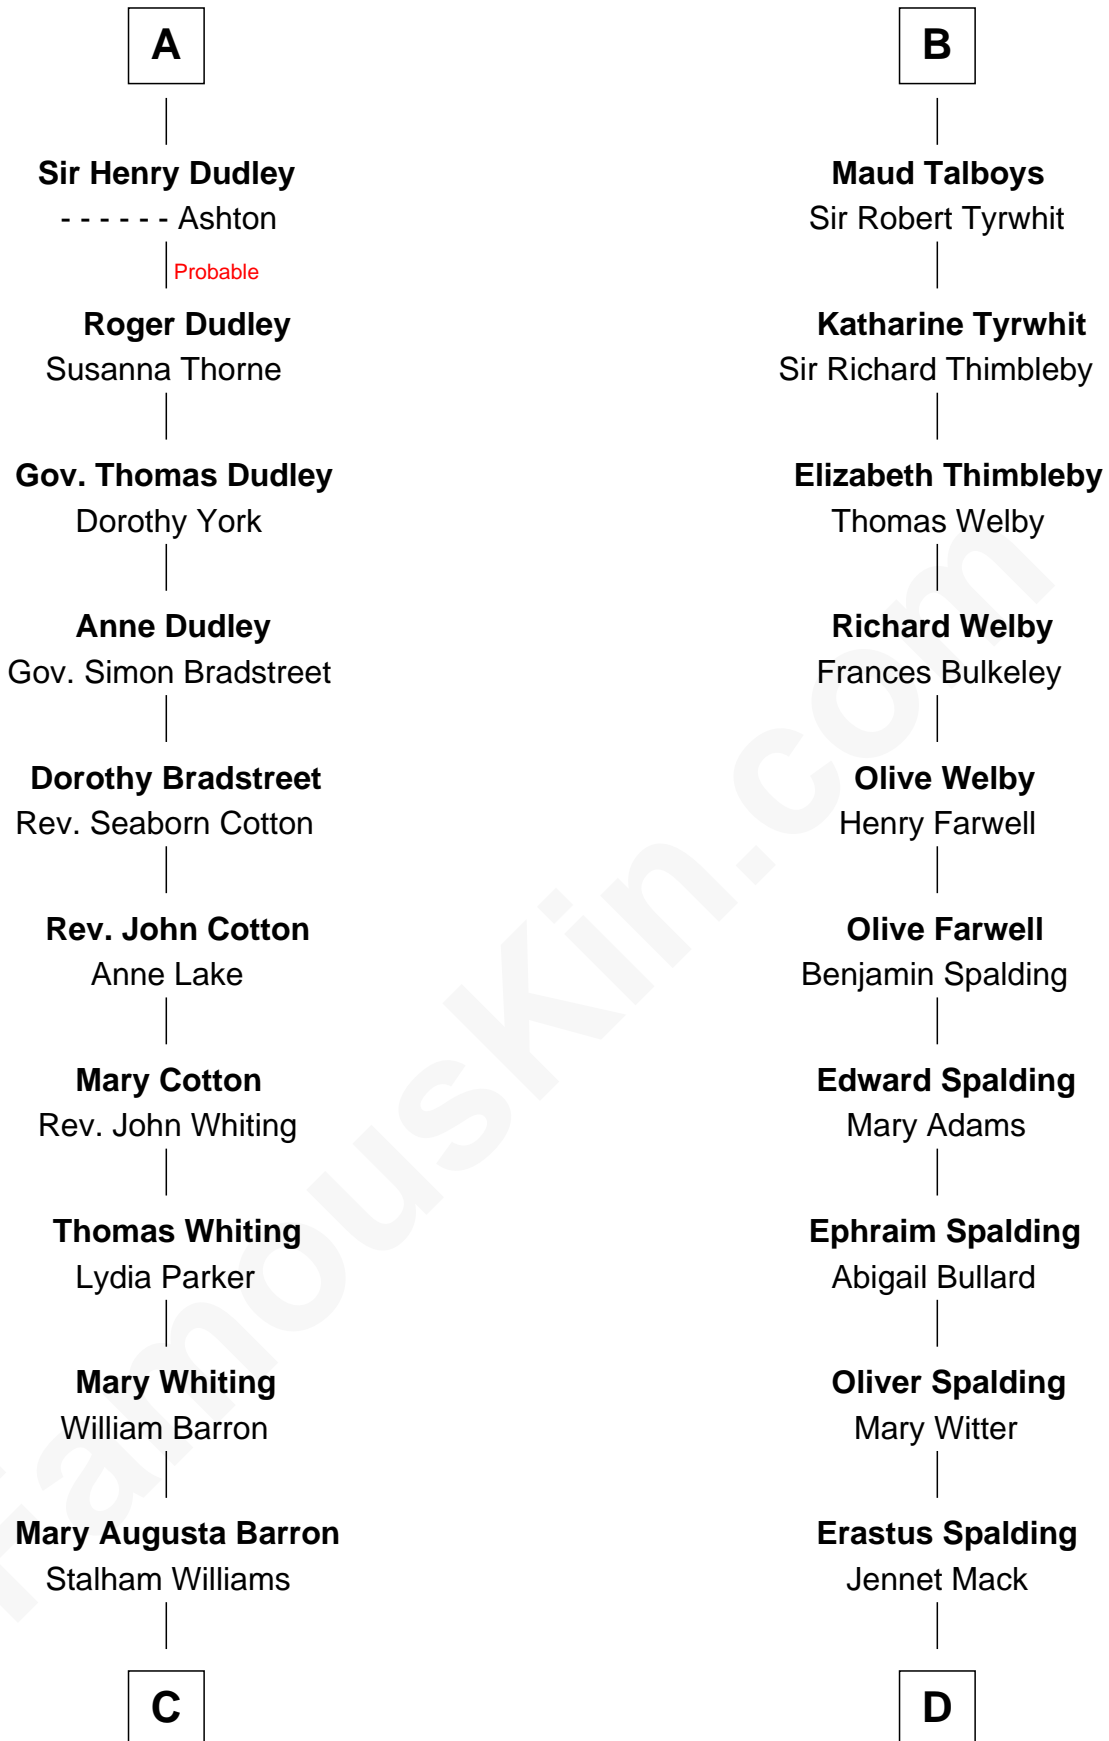 A
Sir Henry Dudley
- - - - - - Ashton
Probable
Roger Dudley
Susanna Thorne
Gov. Thomas Dudley
Dorothy York
Anne Dudley
Gov. Simon Bradstreet
Dorothy Bradstreet
Rev. Seaborn Cotton
Rev. John Cotton
Anne Lake
Mary Cotton
Rev. John Whiting
Thomas Whiting
Lydia Parker
Mary Whiting
William Barron
Mary Augusta Barron
Stalham Williams
C
B
Maud Talboys
Sir Robert Tyrwhit
Katharine Tyrwhit
Sir Richard Thimbleby
Elizabeth Thimbleby
Thomas Welby
Richard Welby
Frances Bulkeley
Olive Welby
Henry Farwell
Olive Farwell
Benjamin Spalding
Edward Spalding
Mary Adams
Ephraim Spalding
Abigail Bullard
Oliver Spalding
Mary Witter
Erastus Spalding
Jennet Mack
D
FamousKin.com